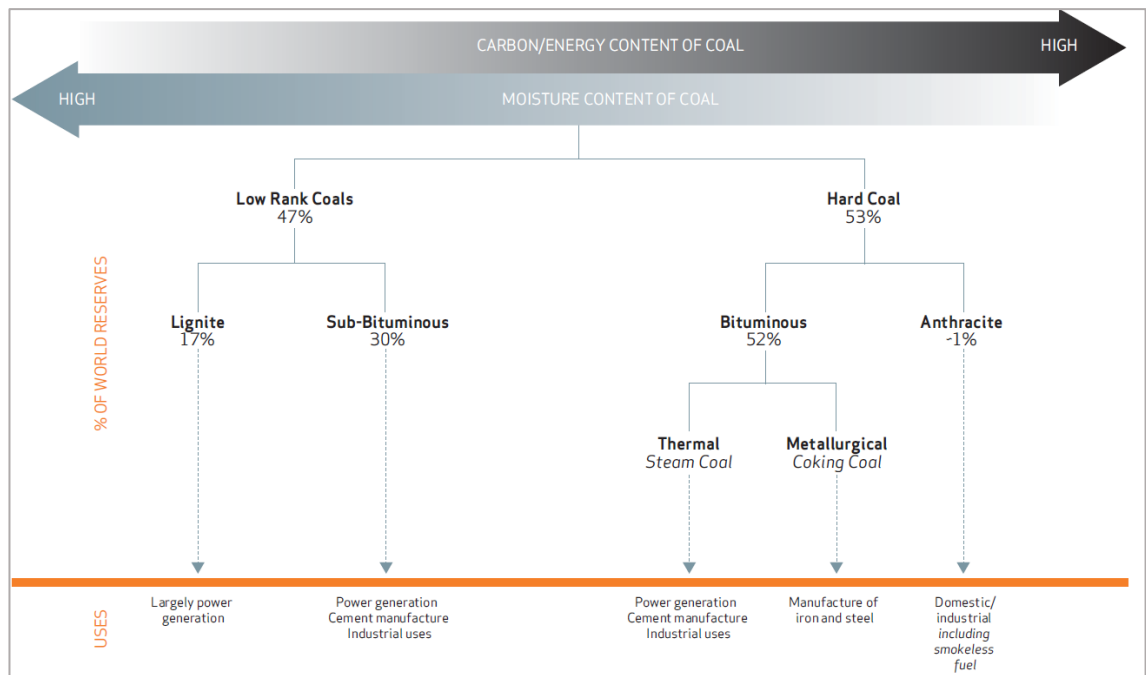 CARBON/ENERGY CONTENT OF COAL
HIGH
HIGH
MOISTURE CONTENT OF COAL
Low Rank Coals
47%
Hard Coal
53%
% OF WORLD RESERVES
Lignite
17%
Sub-Bituminous
30%
Bituminous
52%
Anthracite
-1%
Thermal
Steam Coal
Metallurgical
Coking Coal
USES
Largely power
generation
Power generation
Cement manufacture
Industrial uses
Power generation
Cement manufacture
Industrial uses
Manufacture of
iron and steel
Domestic/
industrial including
smokeless
fuel